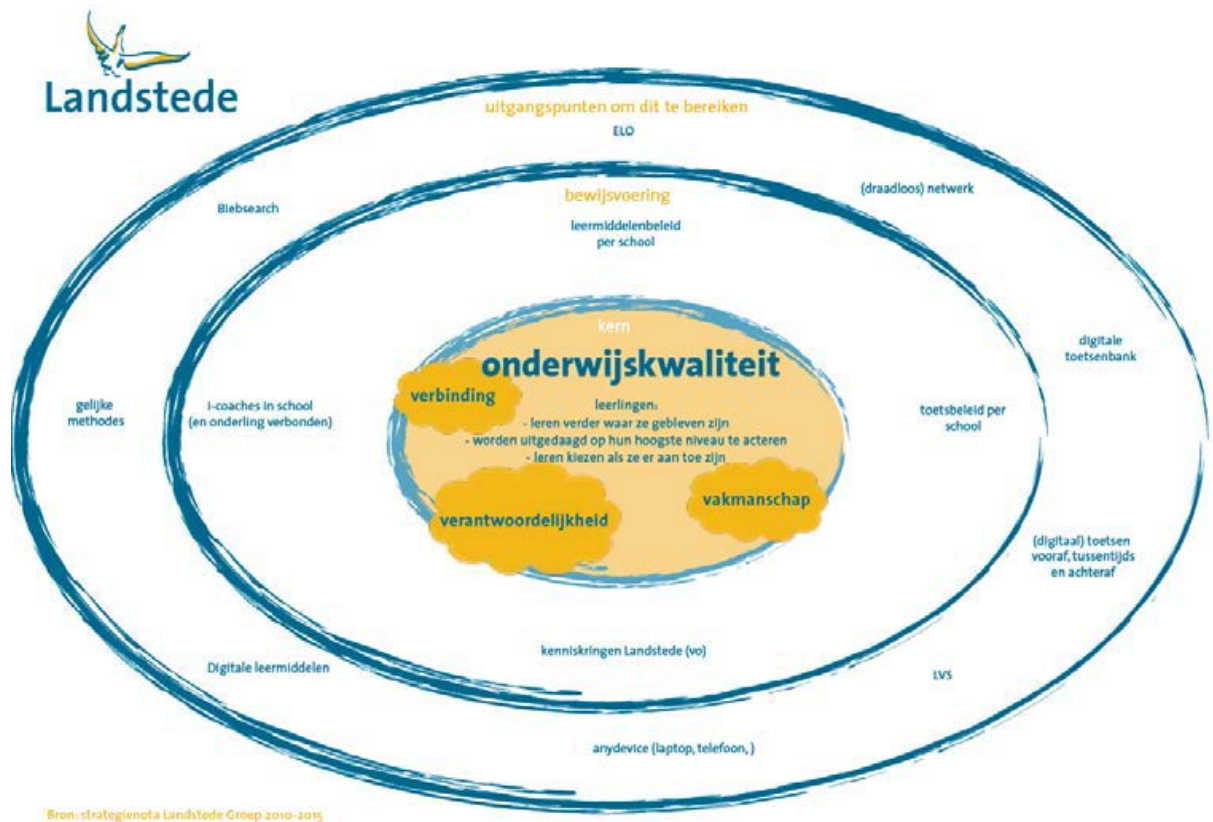 Landstede
uitgangspunten om dit te bereiken
ELO
(draadloos) netwerk
Biebsearch
bewijsvoering
leermiddelenbeleid
per school
kern
onderwijskwaliteit
verbinding
leerlingen:
- leren verder waar ze gebleven zijn
- worden uitgedaagd op hun hoogste niveau te acteren
- leren kiezen als ze er aan toe zijn
verantwoordelijkheid
vakmanschap
digitale
toetsenbank
gelijke
methodes
i-coaches in school
(en onderling verbonden)
toetsbeleid per
school
(digitaal) toetsen
vooraf, tussentijds
en achteraf
kenniskringen Landstede (vo)
Digitale leermiddelen
LVS
anydevice (laptop, telefoon, )
Bron: strategienota Landstede Groep 2010-2015